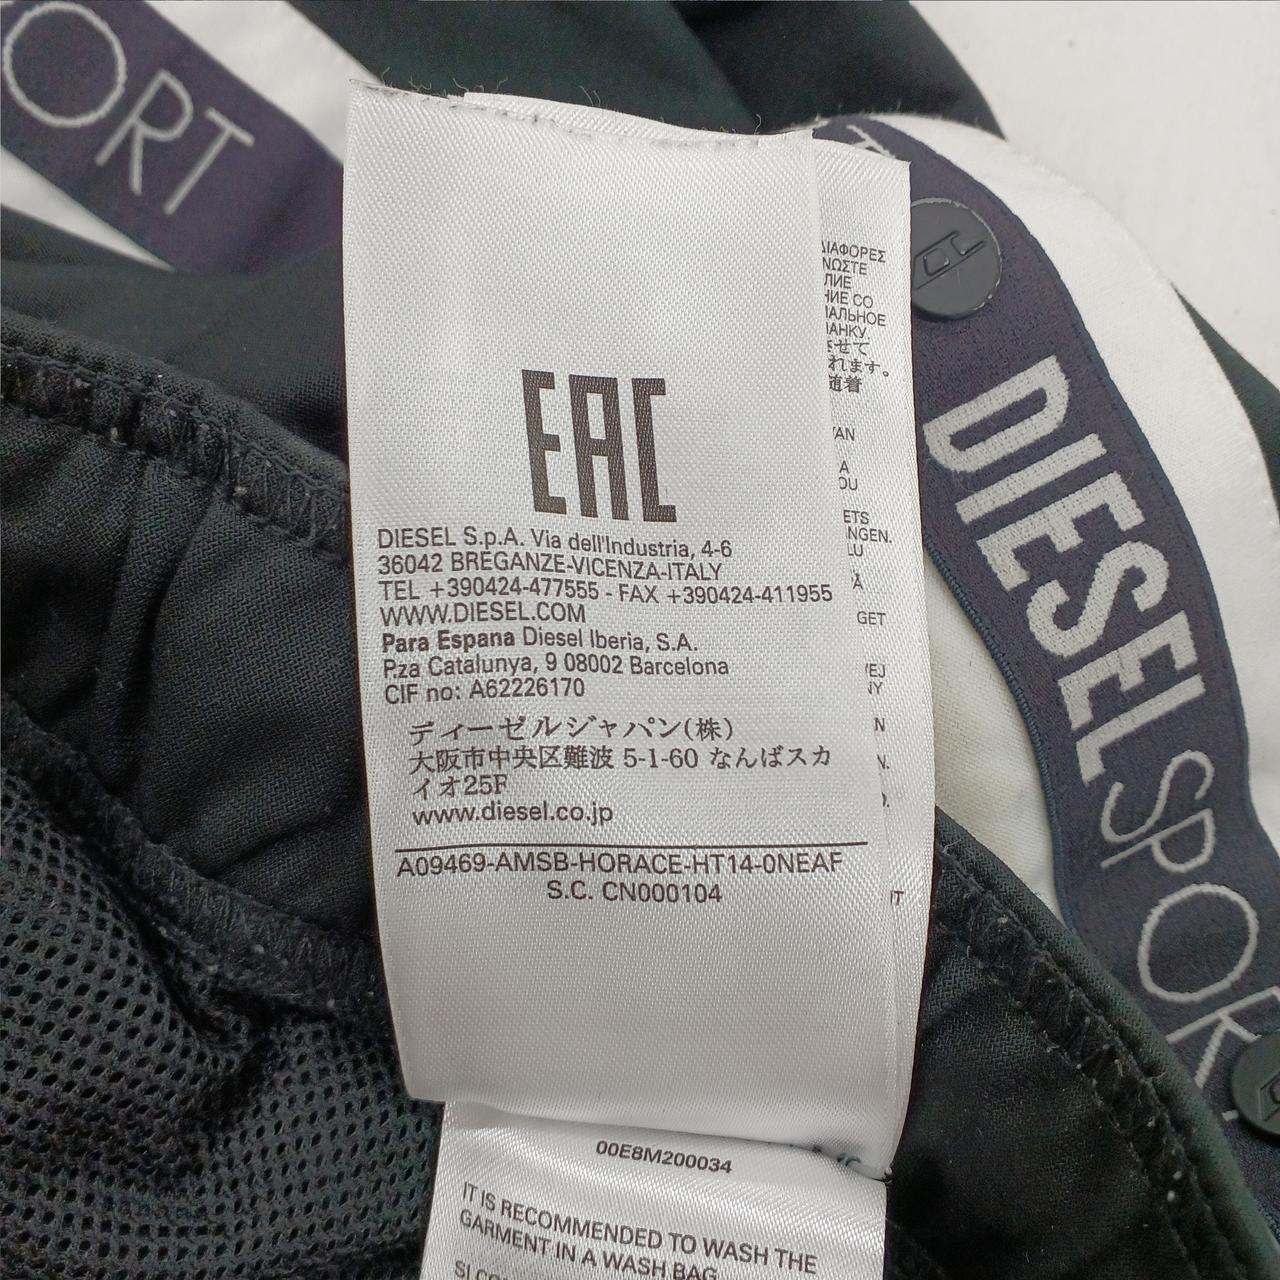 PORT
EAC
DIESEL S.p.A. Via dell'Industria, 4-6
36042 BREGANZE-VICENZA-ITALY
TEL +390424-477555 - FAX +390424-411955
WWW.DIESEL.COM
Para Espana Diesel Iberia, S.A.
P.za Catalunya, 9 08002 Barcelona
CIF no: A62226170
ディーゼルジャパン(株)
大阪市中央区難波 5-1-60 なんばスカ
イオ25F
www.diesel.co.jp
A09469-AMSB-HORACE-HT14-0NEAF
S.C. CN000104
00E8M200034
IT IS RECOMMENDED TO WASH THE
GARMENT IN A WASH BAG
DIESELSPOR